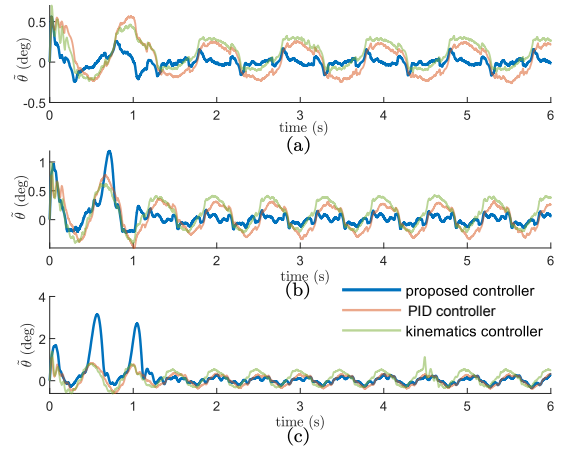 0.5
0
-0.5
θ̃ (deg)
0 1 2 3 4 5 6
time (s)
(a)
1
0.5
0
θ̃ (deg)
0 1 2 3 4 5 6
time (s)
(b)
proposed controller
PID controller
kinematics controller
4
2
0
θ̃ (deg)
0 1 2 3 4 5 6
time (s)
(c)